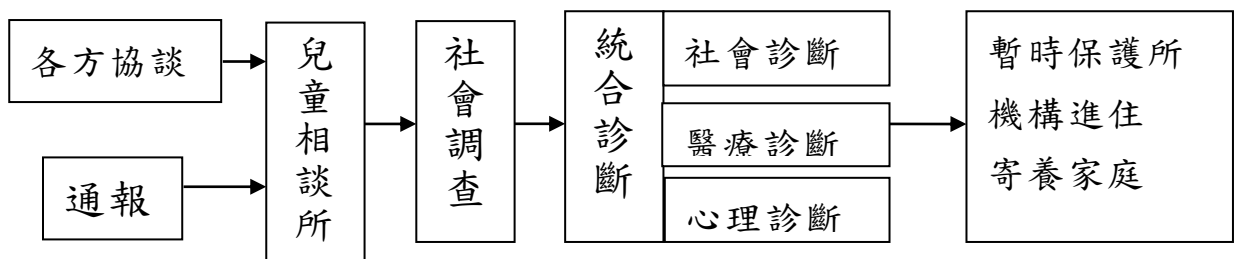 各方協談
通報
兒童相談所
社會調查
統合診斷
社會診斷
醫療診斷
心理診斷
暫時保護所
機構進住
寄養家庭